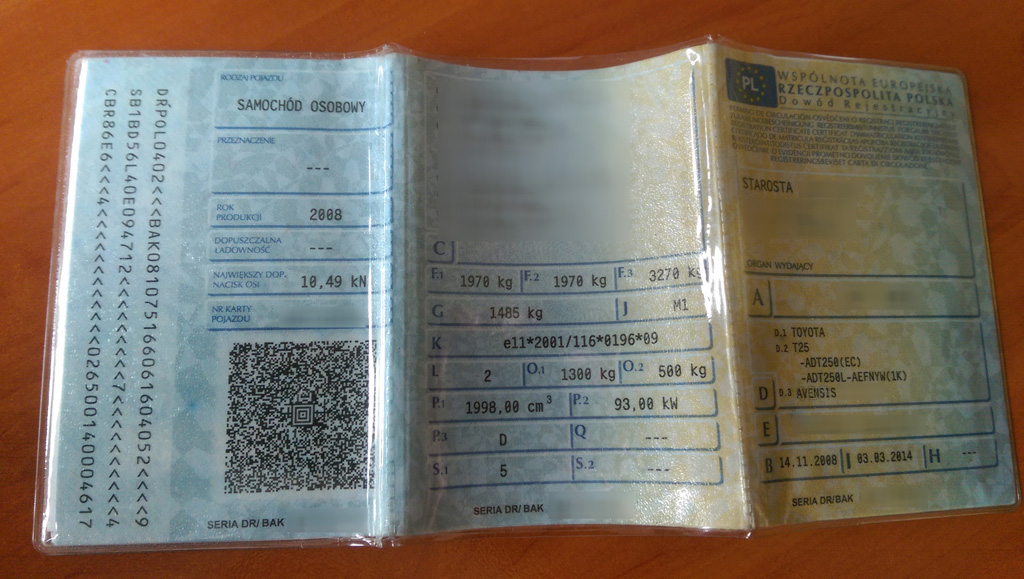 DRPOL0402<<<BAK0810751660616040522<<<<9
SB1BD56L40E094712<<<<<<<<7<<7<<<<<<<<4
CBR86E6<<<4<<<<<<<<<<<026500140004617
RODZAJ POJAZDU
SAMOCHÓD OSOBOWY
PRZEZNACZENIE
---
ROK PRODUKCJI
2008
DOPUSZCZALNA ŁADOWNOŚĆ
---
NAJWIĘKSZY DOP. NACISK OSI
10,49 kN
NR KARTY POJAZDU
SERIA DR/ BAK
C
F.1 1970 kg F.2 1970 kg F.3 3270 kg
G 1485 kg J M1
K e11*2001/116*0196*09
L 2 O.1 1300 kg O.2 500 kg
P.1 1998,00 cm³ P.2 93,00 kW
P.3 D Q ---
S.1 5 S.2 ---
SERIA DR/ BAK
PL
WSPÓLNOTA EUROPEJSKA
RZECZPOSPOLITA POLSKA
Dowód Rejestracyjny
STAROSTA
ORGAN WYDAJĄCY
A
D.1 TOYOTA
D.2 T25
-ADT250(EC)
-ADT250L-AEFNYW(1K)
D D.3 AVENSIS
E
B 14.11.2008 I 03.03.2014 H ---
SERIA DR/BAK